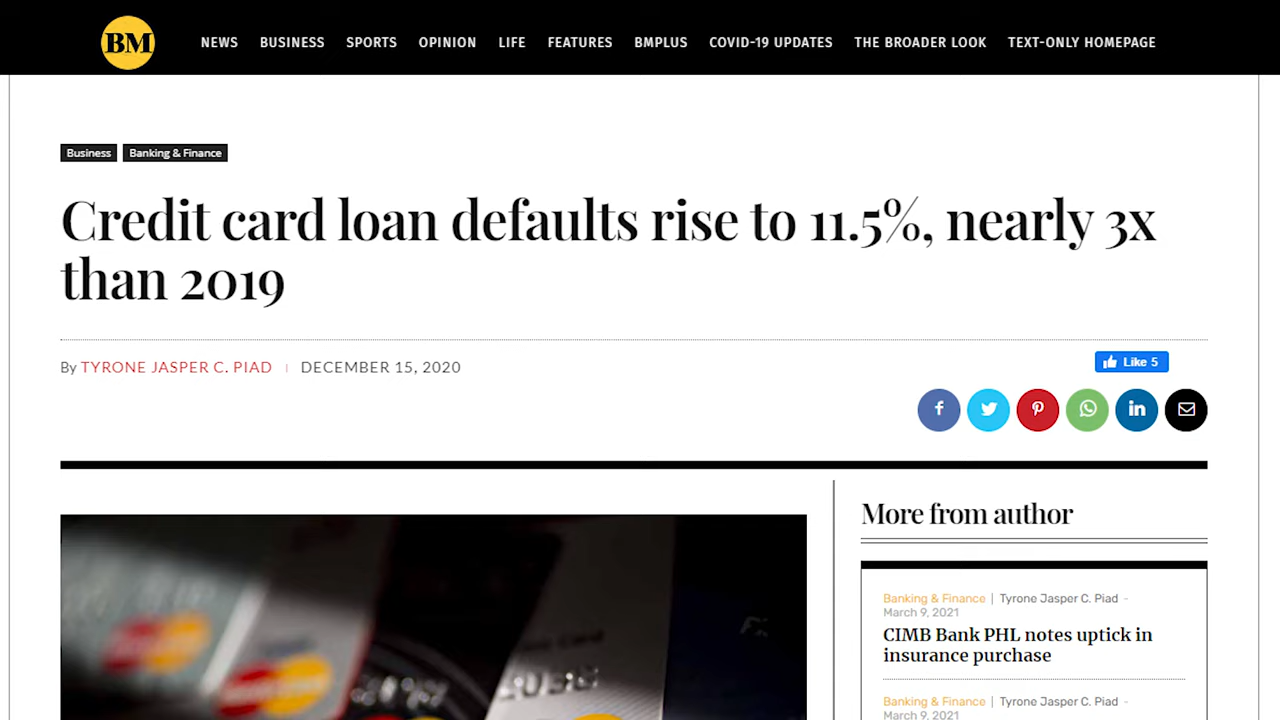 BM
NEWS BUSINESS SPORTS OPINION LIFE FEATURES BMPLUS COVID-19 UPDATES THE BROADER LOOK TEXT-ONLY HOMEPAGE
Business Banking & Finance
Credit card loan defaults rise to 11.5%, nearly 3x
than 2019
By TYRONE JASPER C. PIAD DECEMBER 15, 2020
Like 5
More from author
Banking & Finance | Tyrone Jasper C. Piad -
March 9, 2021
CIMB Bank PHL notes uptick in
insurance purchase
Banking & Finance | Tyrone Jasper C. Piad -
March 9, 2021